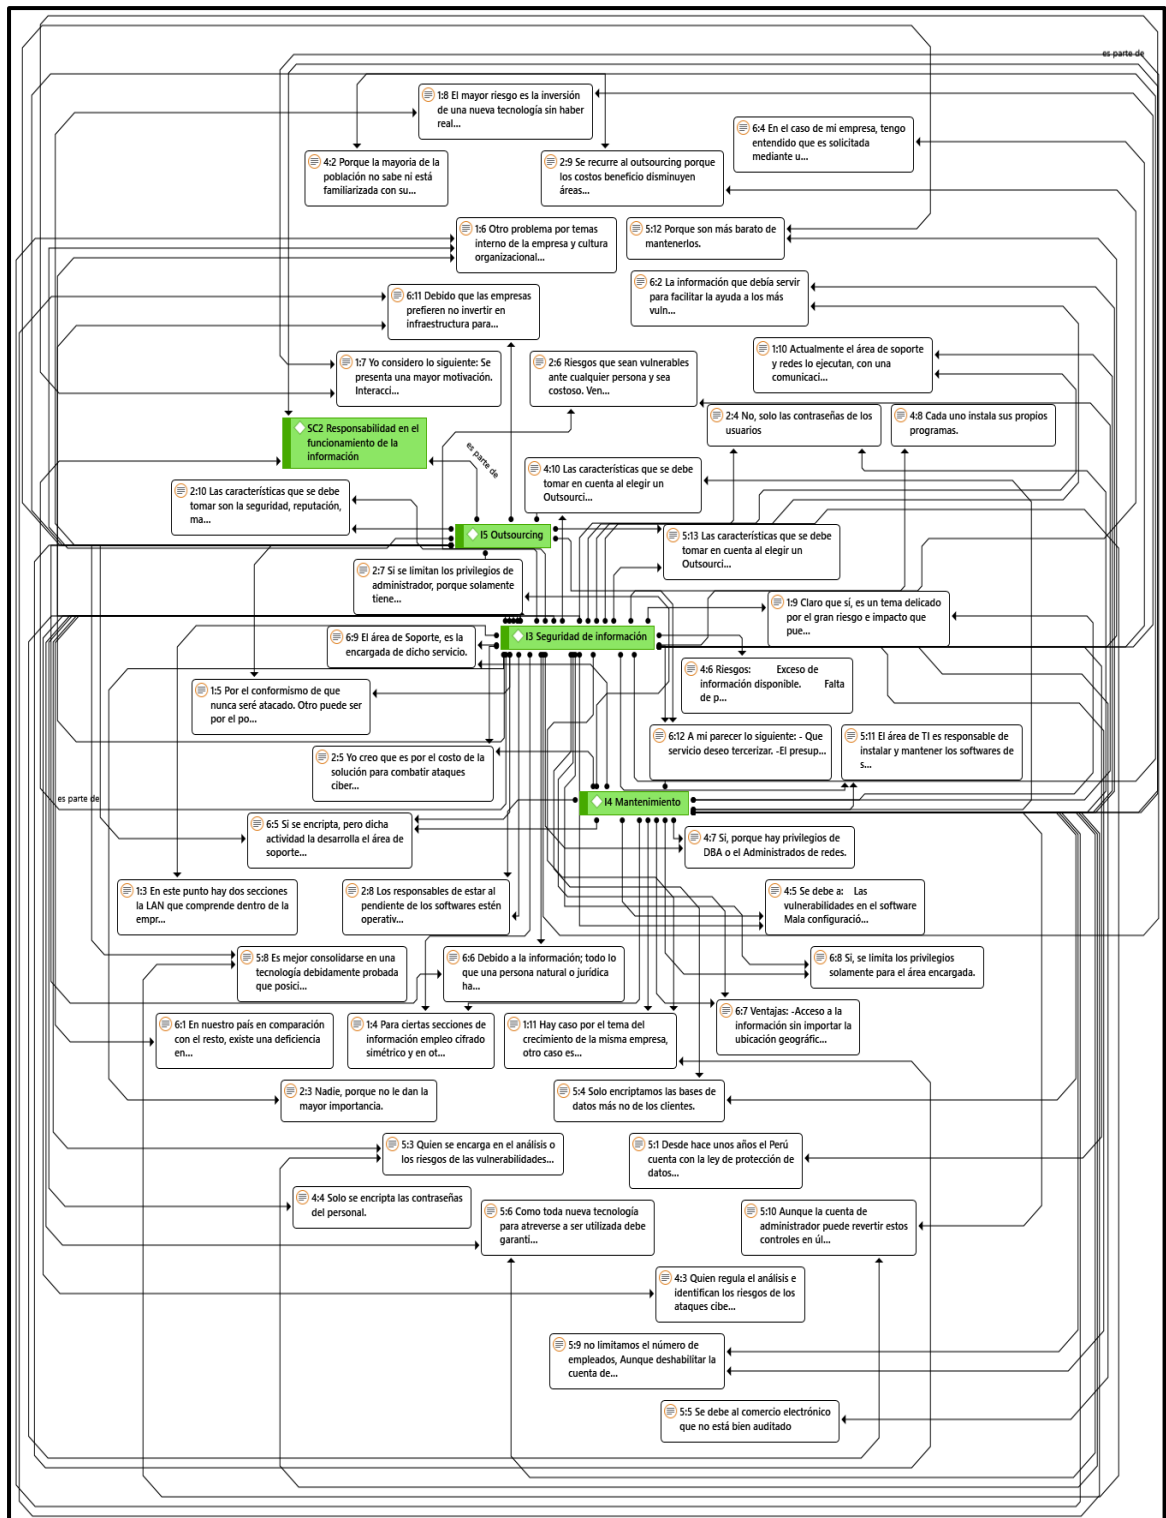 es parte de
1:8 El mayor riesgo es la inversión
de una nueva tecnología sin haber
real...
6:4 En el caso de mi empresa, tengo
entendido que es solicitada
mediante u...
4:2 Porque la mayoria de la
población no sabe ni está
familiarizada con su...
2:9 Se recurre al outsourcing porque
los costos beneficio disminuyen
áreas...
1:6 Otro problema por temas
interno de la empresa y cultura
organizacional...
5:12 Porque son más barato de
mantenerlos.
6:2 La información que debía servir
para facilitar la ayuda a los más
vuln...
6:11 Debido que las empresas
prefieren no invertir en
infraestructura para...
1:10 Actualmente el área de soporte
y redes lo ejecutan, con una
comunicaci...
1:7 Yo considero lo siguiente: Se
presenta una mayor motivación.
Interacci...
2:6 Riesgos que sean vulnerables
ante cualquier persona y sea
costoso. Ven...
2:4 No, solo las contraseñas de los
usuarios
4:8 Cada uno instala sus propios
programas.
SC2 Responsabilidad en el
funcionamiento de la
información
es parte de
4:10 Las características que se debe
tomar en cuenta al elegir un
Outsourci...
2:10 Las características que se debe
tomar son la seguridad, reputación,
ma...
I5 Outsourcing
5:13 Las características que se debe
tomar en cuenta al elegir un
Outsourci...
2:7 Si se limitan los privilegios de
administrador, porque solamente
tiene...
1:9 Claro que sí, es un tema delicado
por el gran riesgo e impacto que
pue...
6:9 El área de Soporte, es la
encargada de dicho servicio.
I3 Seguridad de información
4:6 Riesgos: Exceso de
información disponible. Falta
de p...
1:5 Por el conformismo de que
nunca seré atacado. Otro puede ser
por el po...
6:12 A mi parecer lo siguiente: - Que
servicio deseo tercerizar. -El presup...
5:11 El área de TI es responsable de
instalar y mantener los softwares de
s...
2:5 Yo creo que es por el costo de la
solución para combatir ataques
ciber...
es parte de
I4 Mantenimiento
6:5 Si se encripta, pero dicha
actividad la desarrolla el área de
soporte...
4:7 Si, porque hay privilegios de
DBA o el Administrados de redes.
1:3 En este punto hay dos secciones
la LAN que comprende dentro de la
empr...
2:8 Los responsables de estar al
pendiente de los softwares estén
operativ...
4:5 Se debe a: Las
vulnerabilidades en el software
Mala configuració...
5:8 Es mejor consolidarse en una
tecnología debidamente probada
que posici...
6:6 Debido a la información; todo lo
que una persona natural o jurídica
ha...
6:8 Si, se limita los privilegios
solamente para el área encargada.
6:7 Ventajas: -Acceso a la
información sin importar la
ubicación geográfic...
6:1 En nuestro país en comparación
con el resto, existe una deficiencia
en...
1:4 Para ciertas secciones de
información empleo cifrado
simétrico y en ot...
1:11 Hay caso por el tema del
crecimiento de la misma empresa,
otro caso es...
2:3 Nadie, porque no le dan la
mayor importancia.
5:4 Solo encriptamos las bases de
datos más no de los clientes.
5:3 Quien se encarga en el análisis o
los riesgos de las vulnerabilidades...
5:1 Desde hace unos años el Perú
cuenta con la ley de protección de
datos...
4:4 Solo se encripta las contraseñas
del personal.
5:6 Como toda nueva tecnología
para atreverse a ser utilizada debe
garanti...
5:10 Aunque la cuenta de
administrador puede revertir estos
controles en úl...
4:3 Quien regula el análisis e
identifican los riesgos de los
ataques cibe...
5:9 no limitamos el número de
empleados, Aunque deshabilitar la
cuenta de...
5:5 Se debe al comercio electrónico
que no está bien auditado